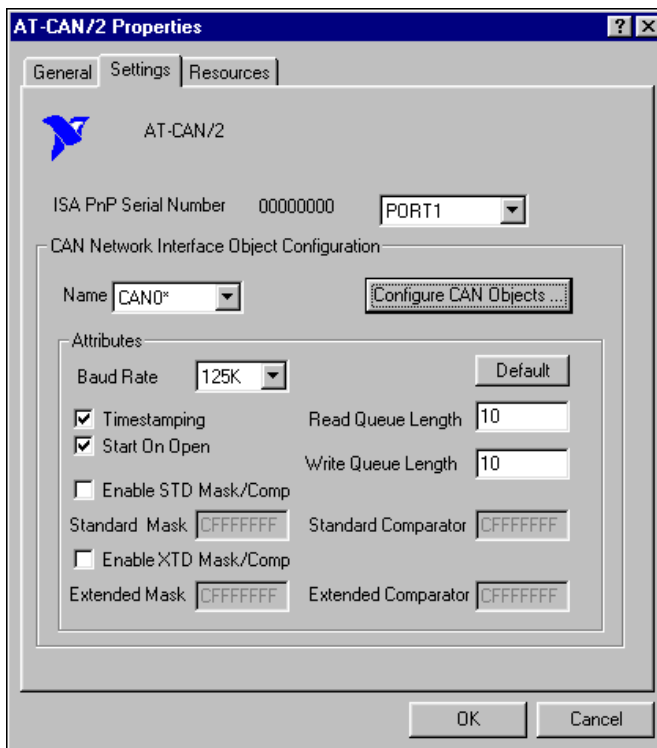 AT-CAN/2 Properties
General Settings Resources
AT-CAN/2
ISA PnP Serial Number 00000000 PORT1
CAN Network Interface Object Configuration
Name CAN0* Configure CAN Objects ...
Attributes
Baud Rate 125K Default
Timestamping Read Queue Length 10
Start On Open
Write Queue Length 10
Enable STD Mask/Comp
Standard Mask CFFFFFFF Standard Comparator CFFFFFFF
Enable XTD Mask/Comp
Extended Mask CFFFFFFF Extended Comparator CFFFFFFF
OK Cancel